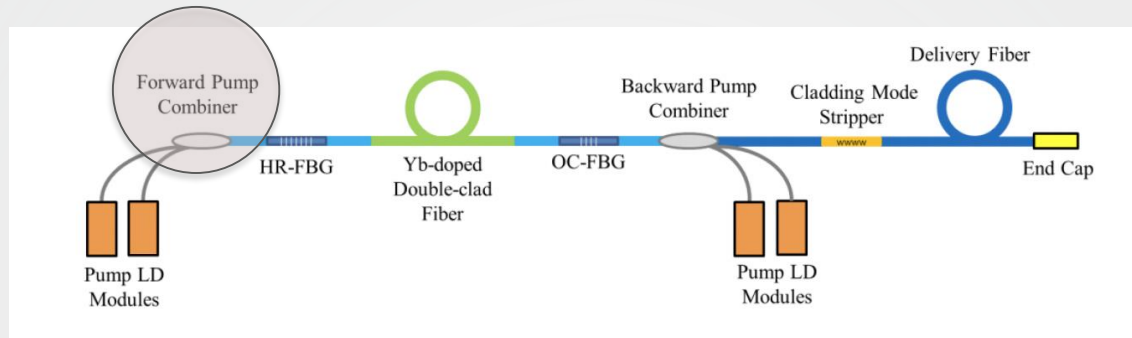 Forward Pump
Combiner
HR-FBG
Pump LD
Modules
Yb-doped
Double-clad
Fiber
OC-FBG
Backward Pump
Combiner
Pump LD
Modules
Cladding Mode
Stripper
wwww
Delivery Fiber
End Cap